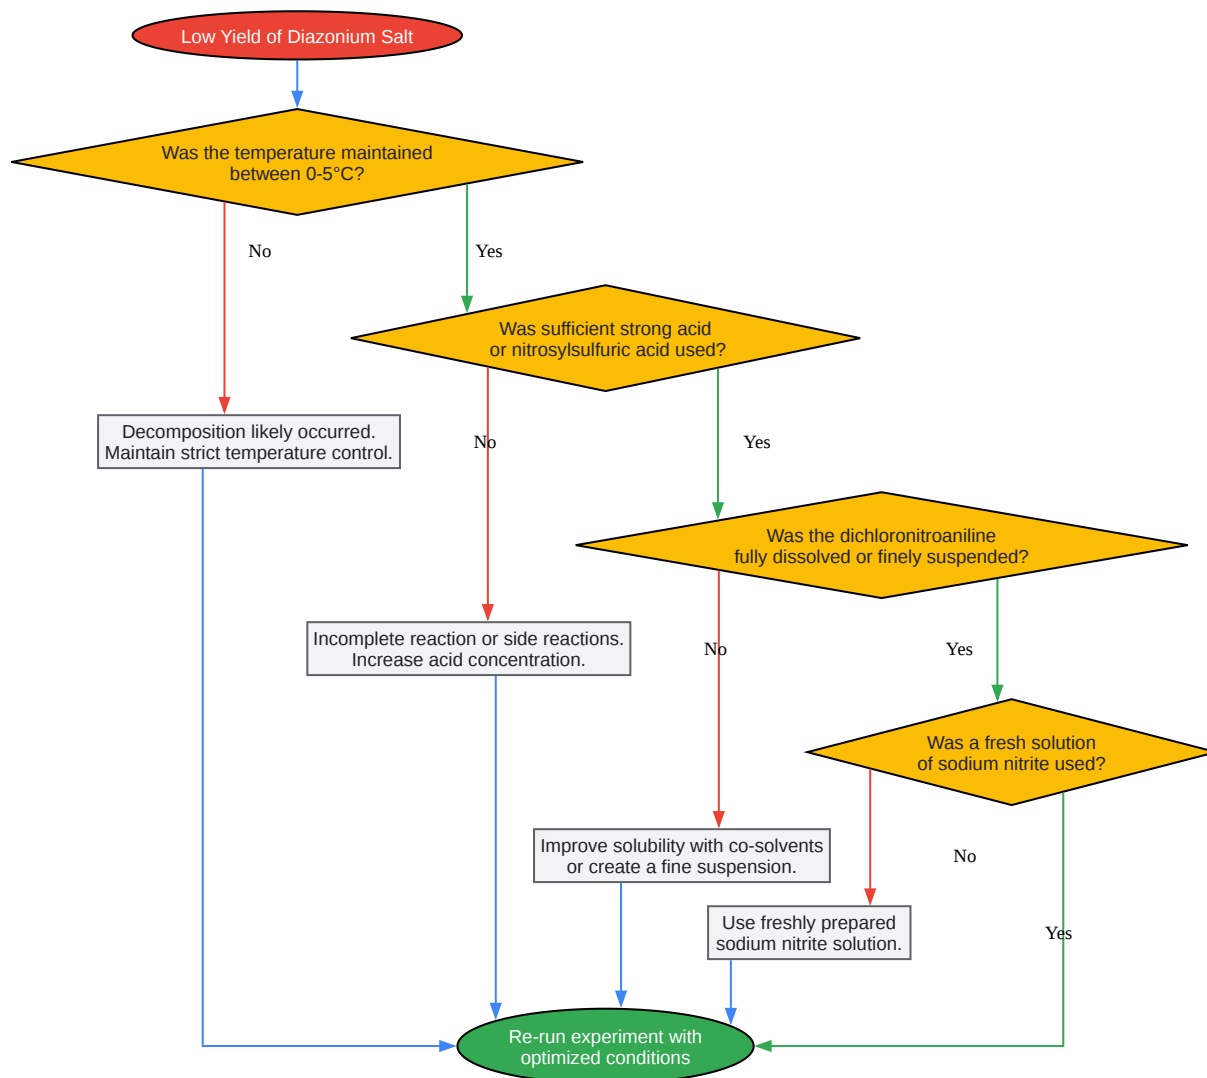 Low Yield of Diazonium Salt
Was the temperature maintained
between 0-5°C?
No
Yes
Was sufficient strong acid
or nitrosylsulfuric acid used?
Decomposition likely occurred.
Maintain strict temperature control.
No
Yes
Was the dichloronitroaniline
fully dissolved or finely suspended?
Incomplete reaction or side reactions.
Increase acid concentration.
No
Yes
Was a fresh solution
of sodium nitrite used?
Improve solubility with co-solvents
or create a fine suspension.
No
Use freshly prepared
sodium nitrite solution.
Yes
Re-run experiment with
optimized conditions